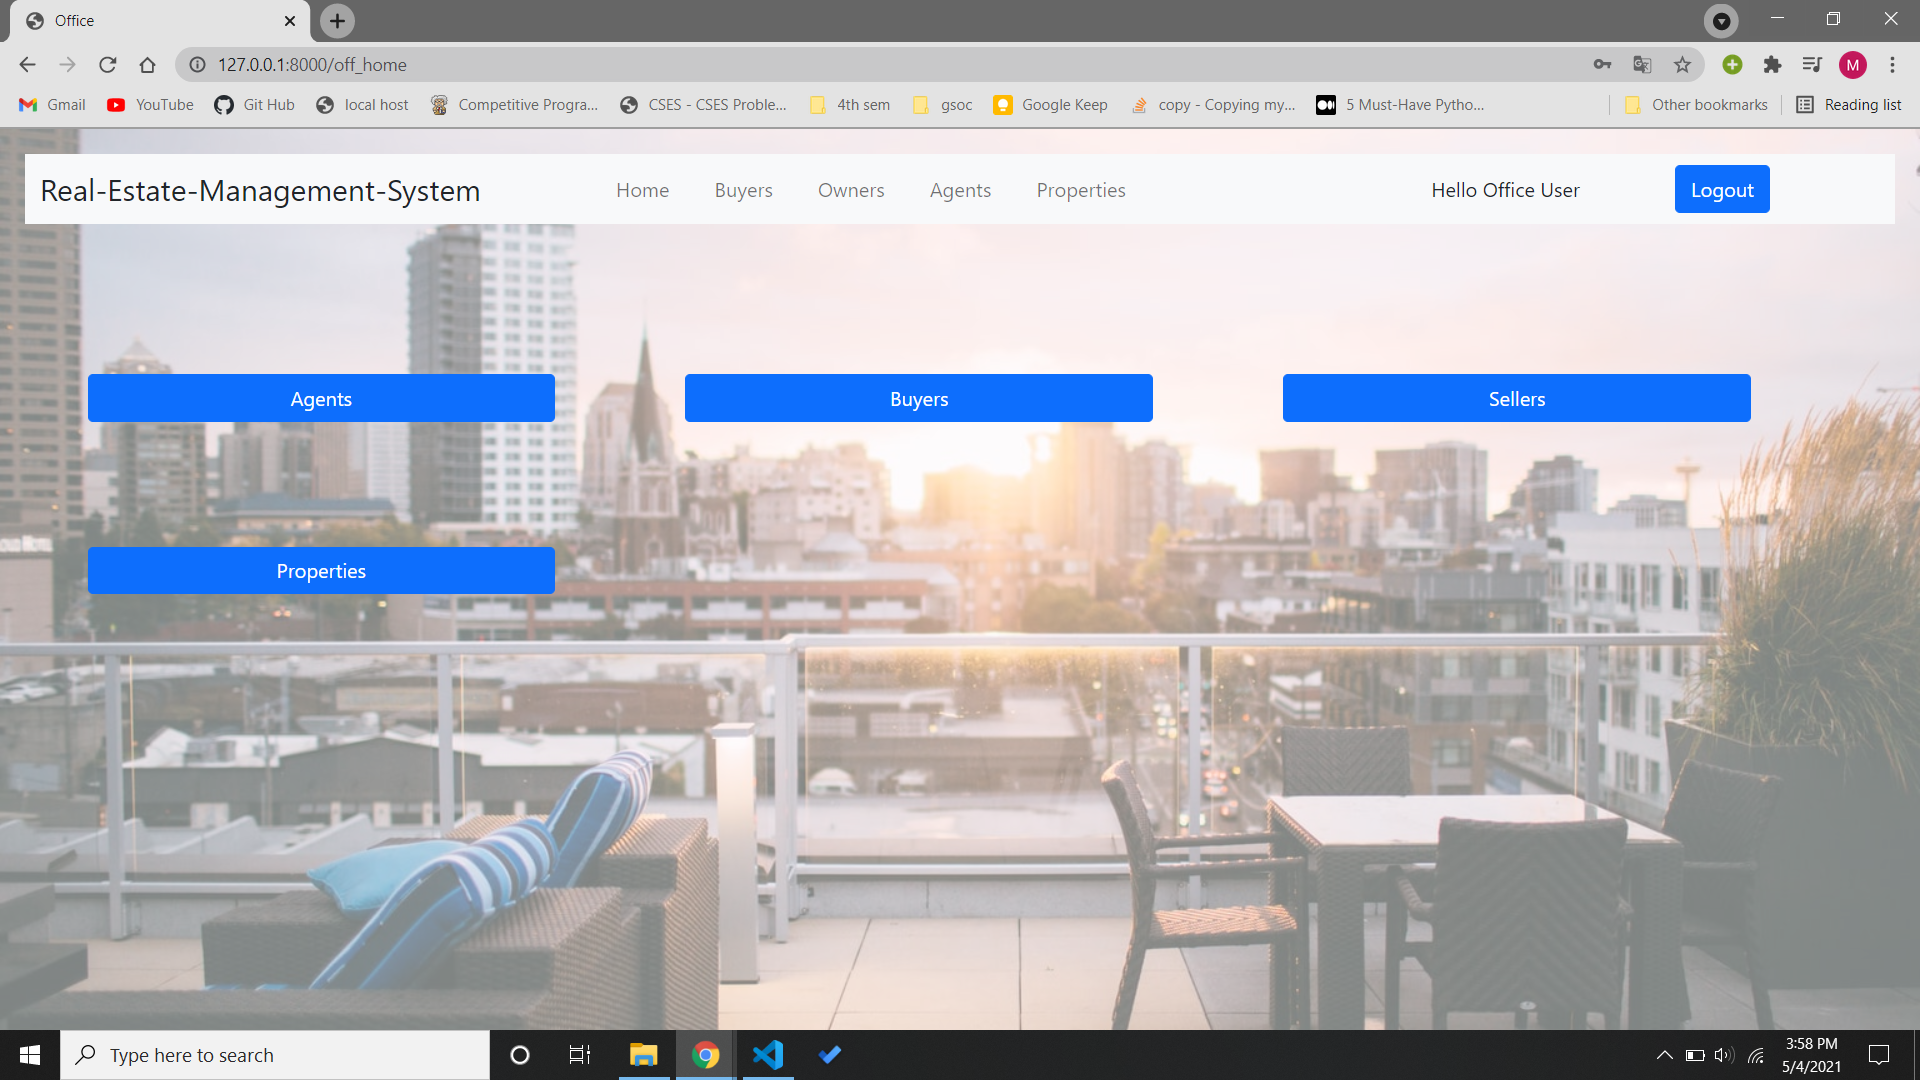 Office
127.0.0.1:8000/off_home
Gmail YouTube Git Hub local host Competitive Progra... CSES - CSES Proble... 4th sem gsoc Google Keep copy - Copying my... 5 Must-Have Pytho... Other bookmarks Reading list
M
Real-Estate-Management-System Home Buyers Owners Agents Properties Hello Office User Logout
Agents Buyers Sellers
Properties
Type here to search
3:58 PM
5/4/2021